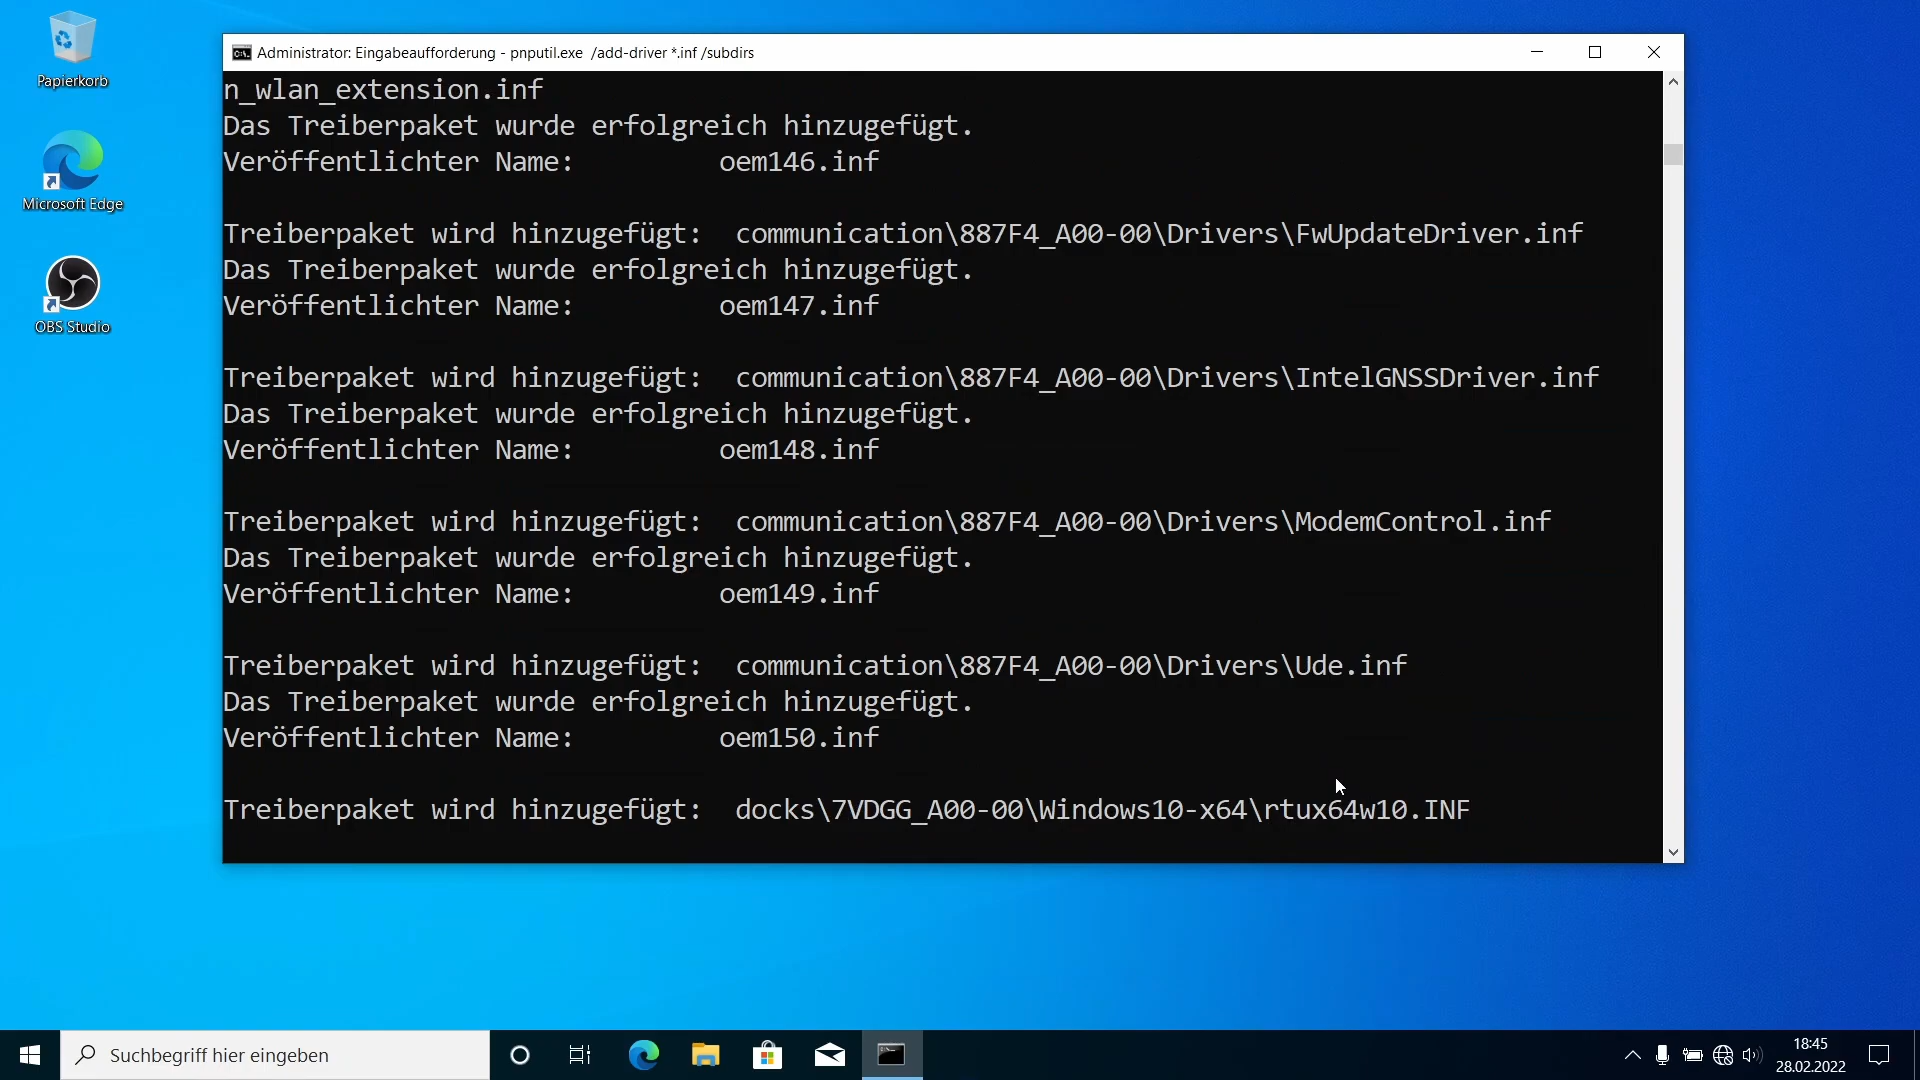 Papierkorb
Microsoft Edge
OBS Studio
Administrator: Eingabeaufforderung - pnputil.exe  /add-driver *.inf /subdirs
n_wlan_extension.inf
Das Treiberpaket wurde erfolgreich hinzugefügt.
Veröffentlichter Name:         oem146.inf
Treiberpaket wird hinzugefügt:  communication\887F4_A00-00\Drivers\FwUpdateDriver.inf
Das Treiberpaket wurde erfolgreich hinzugefügt.
Veröffentlichter Name:         oem147.inf
Treiberpaket wird hinzugefügt:  communication\887F4_A00-00\Drivers\IntelGNSSDriver.inf
Das Treiberpaket wurde erfolgreich hinzugefügt.
Veröffentlichter Name:         oem148.inf
Treiberpaket wird hinzugefügt:  communication\887F4_A00-00\Drivers\ModemControl.inf
Das Treiberpaket wurde erfolgreich hinzugefügt.
Veröffentlichter Name:         oem149.inf
Treiberpaket wird hinzugefügt:  communication\887F4_A00-00\Drivers\Ude.inf
Das Treiberpaket wurde erfolgreich hinzugefügt.
Veröffentlichter Name:         oem150.inf
Treiberpaket wird hinzugefügt:  docks\7VDGG_A00-00\Windows10-x64\rtux64w10.INF
Suchbegriff hier eingeben
18:45
28.02.2022